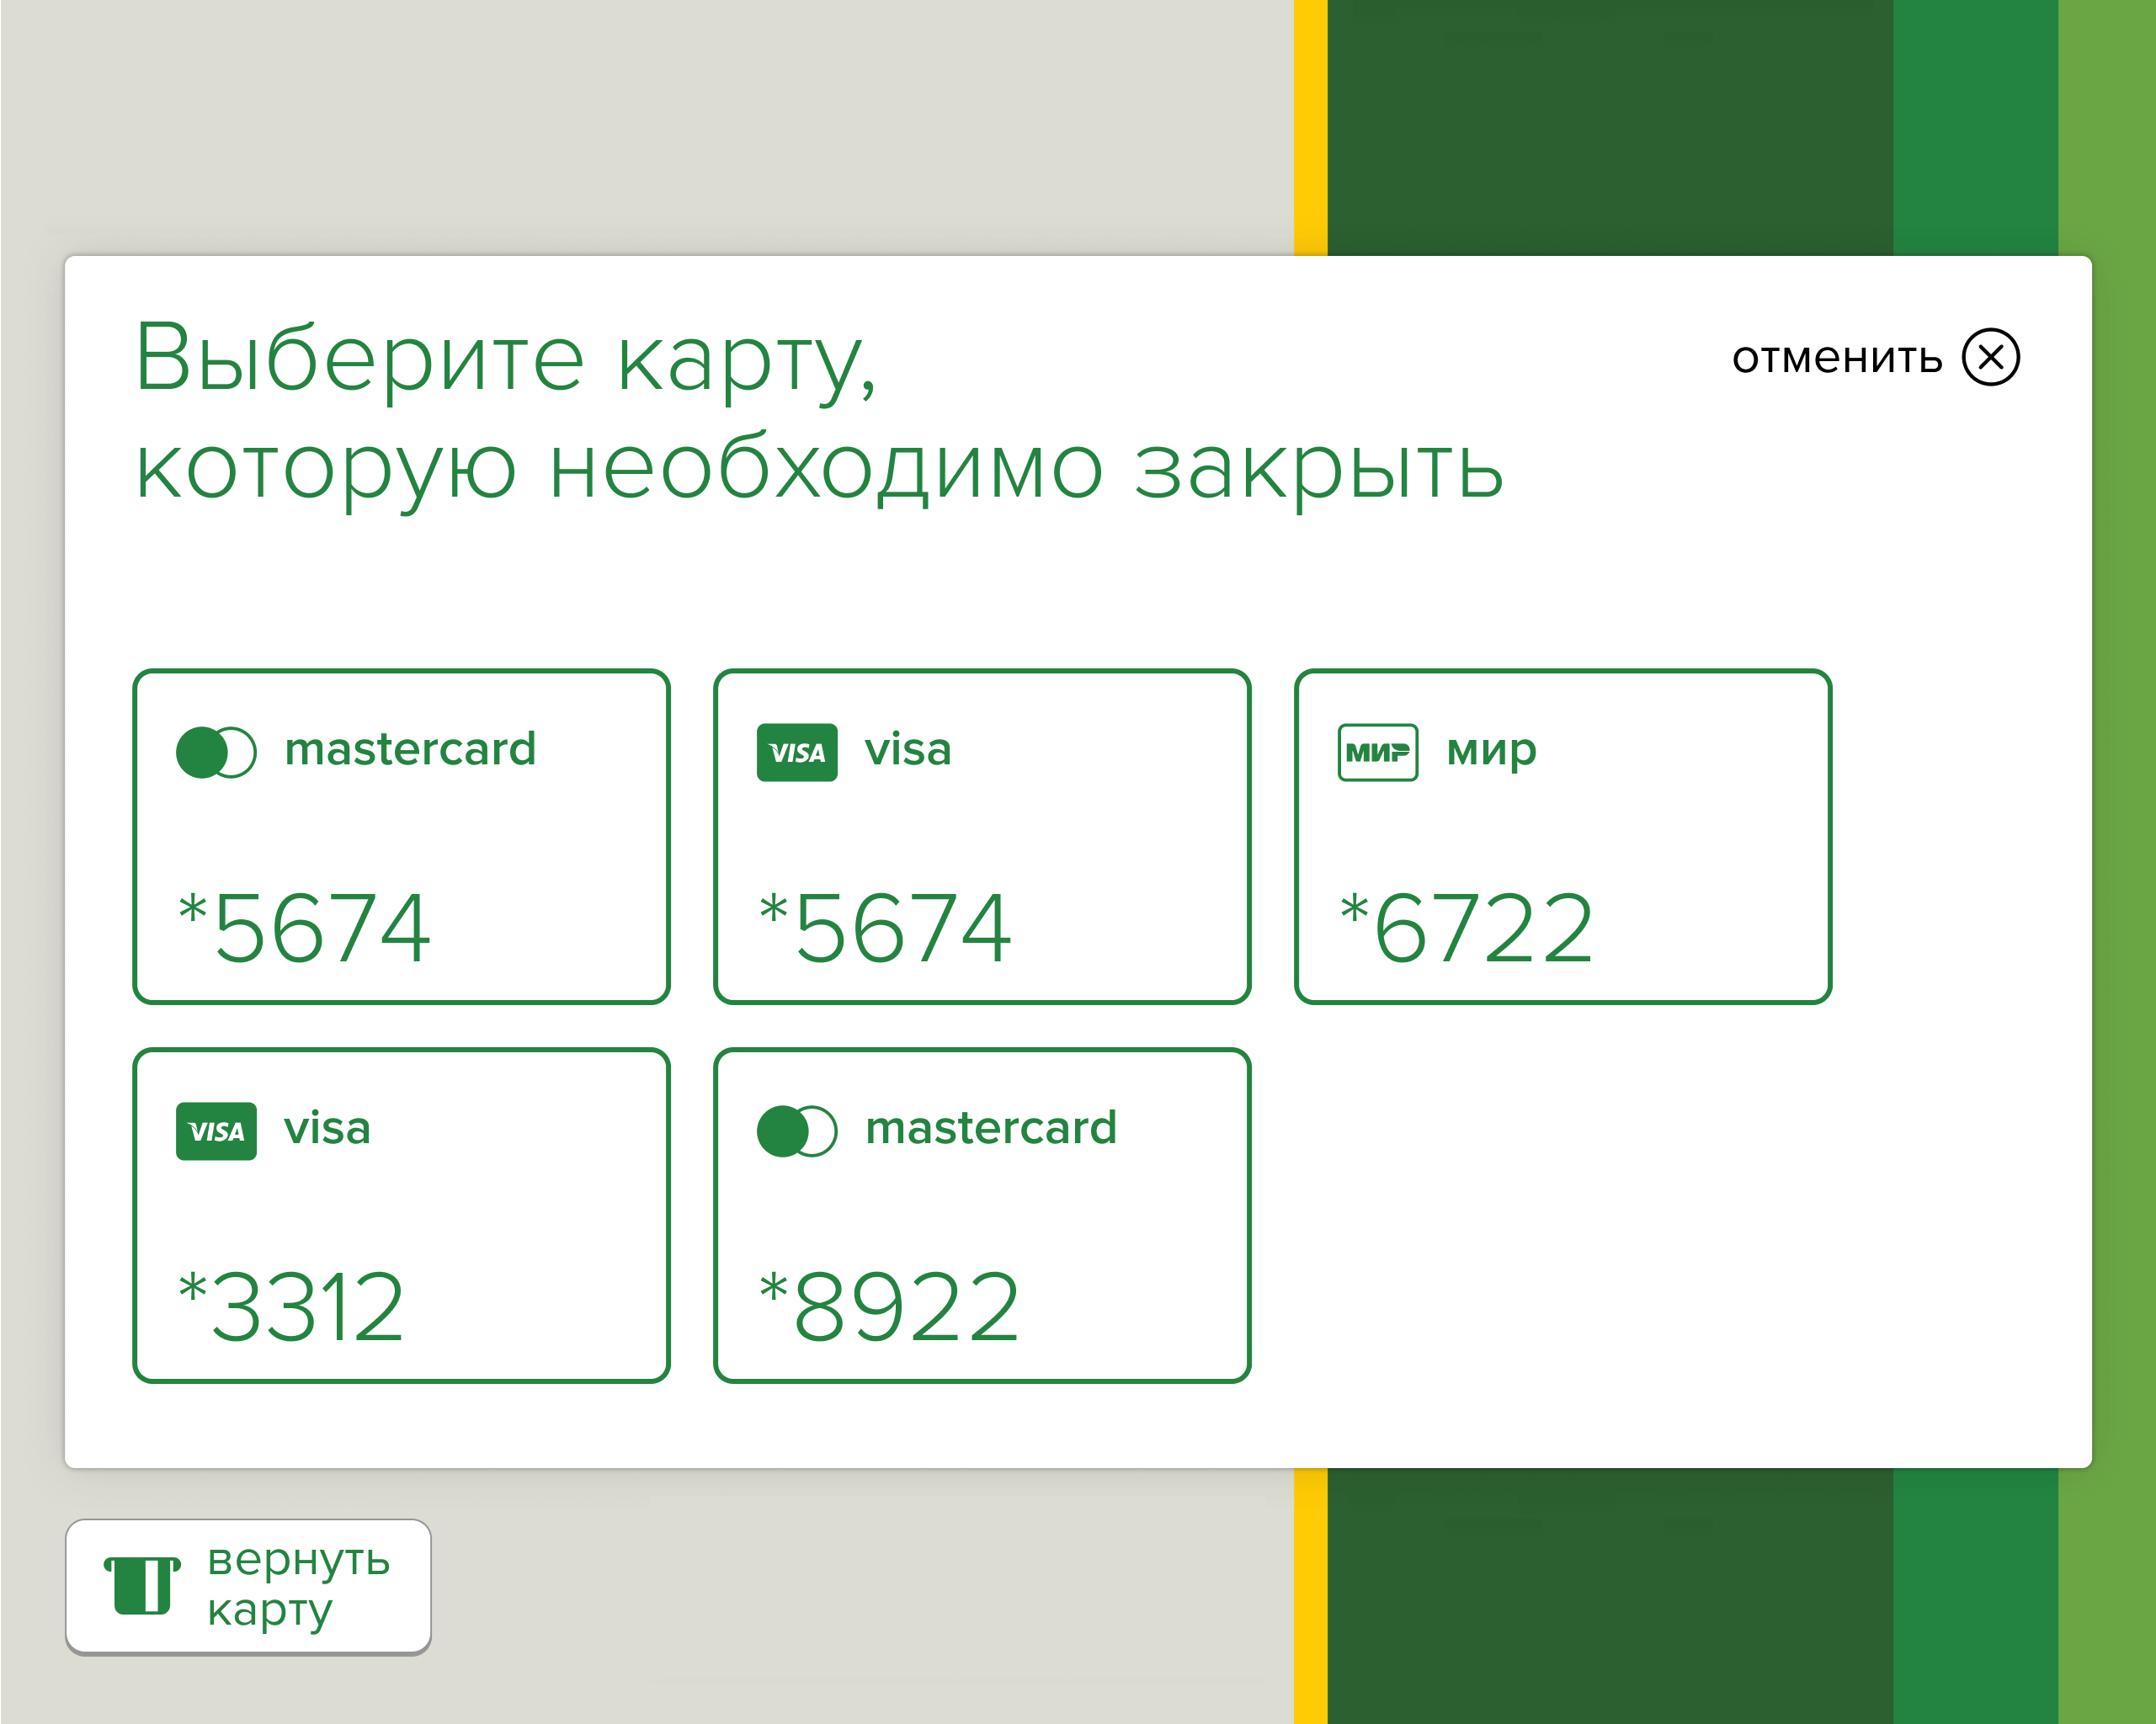 Выберите карту,
которую необходимо закрыть
отменить
mastercard
*5674
VISA visa
*5674
МИР мир
*6722
VISA visa
*3312
mastercard
*8922
вернуть
карту